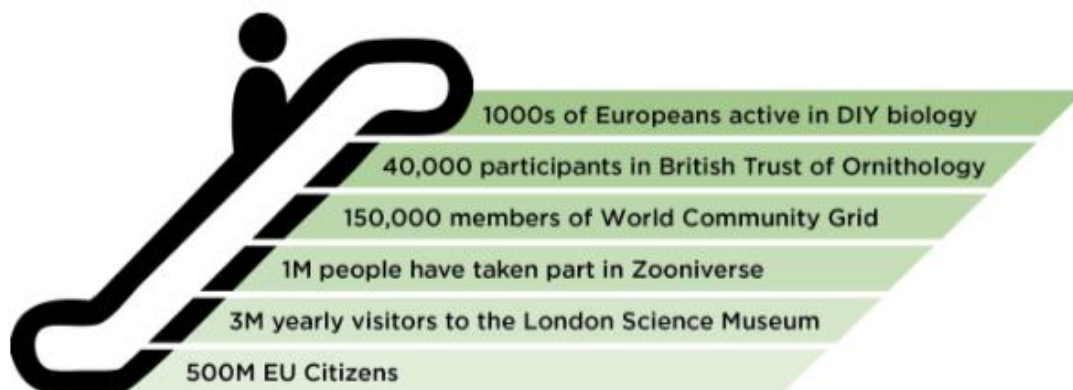 1000s of Europeans active in DIY biology
40,000 participants in British Trust of Ornithology
150,000 members of World Community Grid
1M people have taken part in Zooniverse
3M yearly visitors to the London Science Museum
500M EU Citizens